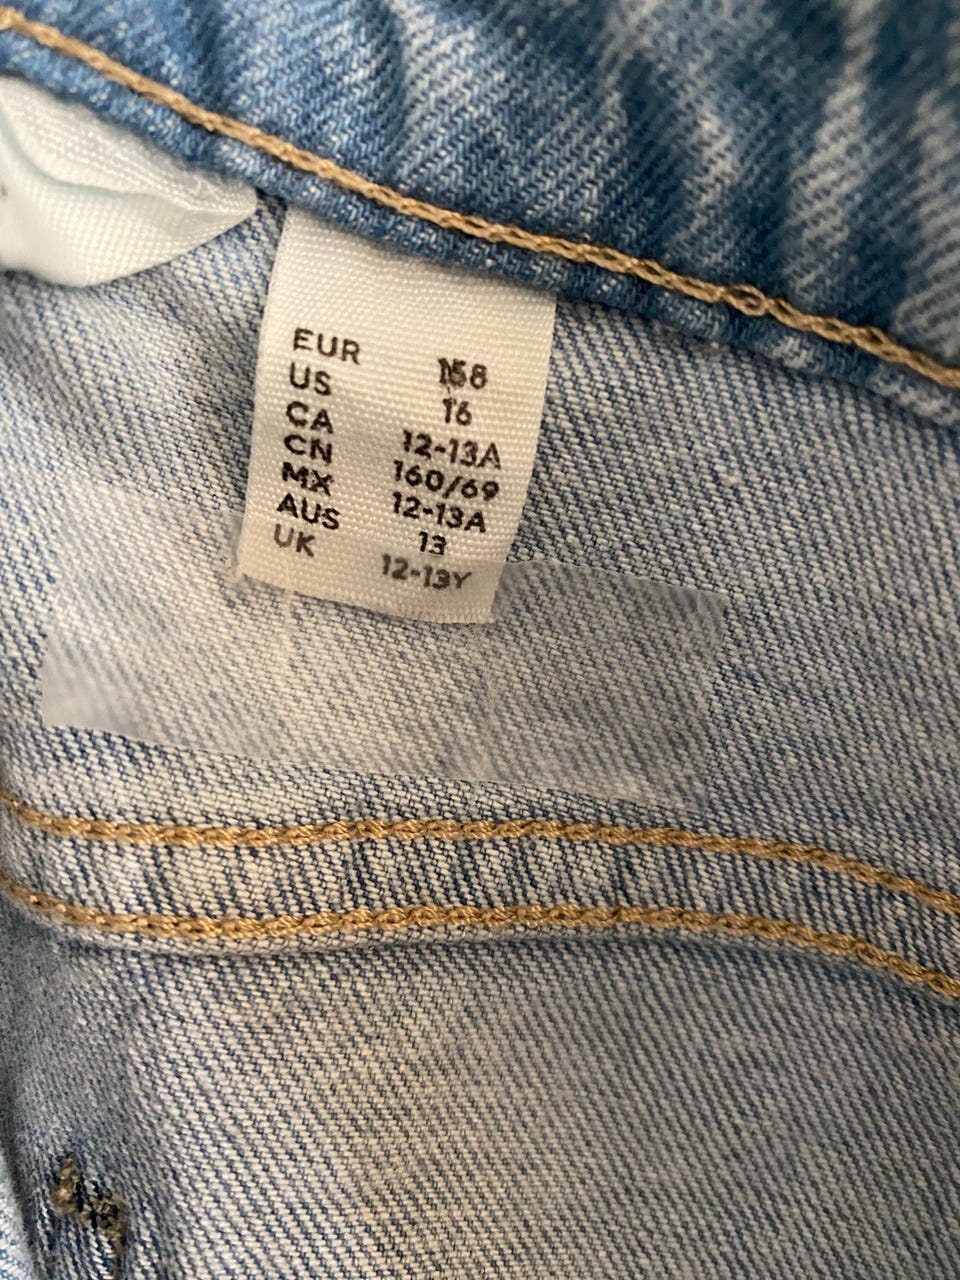 EUR 158
US 16
CA 12-13A
CN 160/69
MX 12-13A
AUS 13
UK 12-13Y